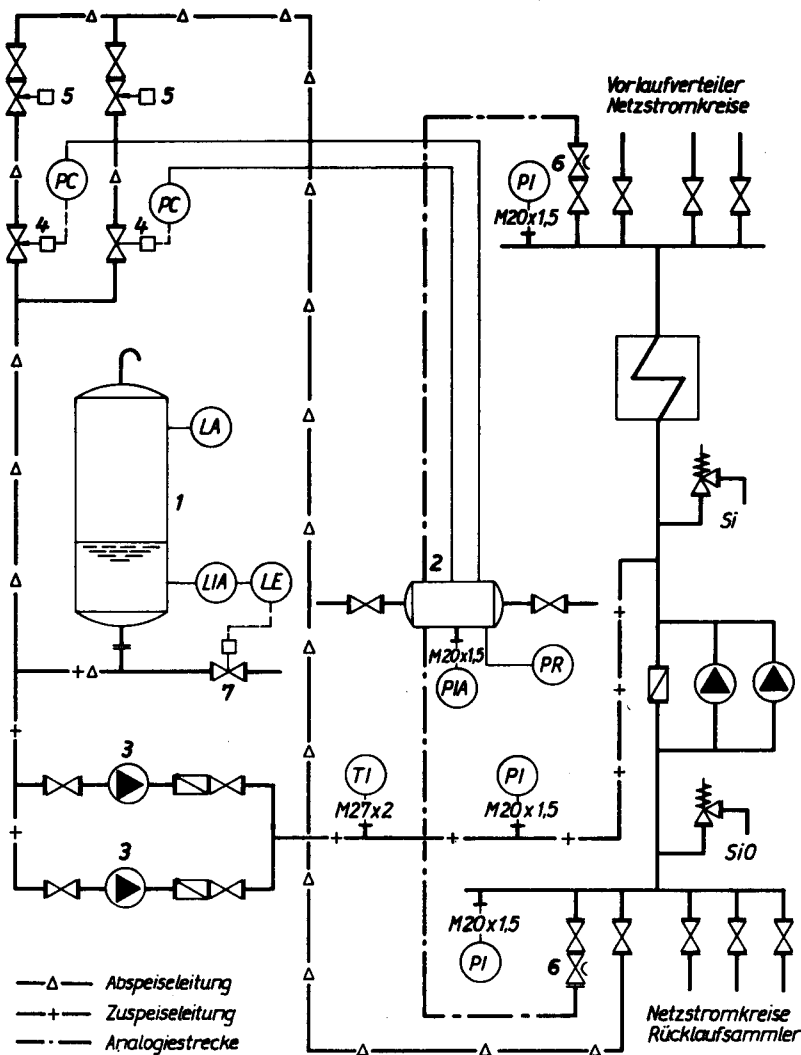 5
5
Vorlaufverteiler
Netzstromkreise
PC
PC
6
PI
M20x1,5
4
4
LA
1
Si
2
LIA
LE
M20x1,5
PIA
PR
7
3
TI
M27x2
PI
M20x1,5
3
SiO
M20x1,5
PI
6
Abspeiseleitung
Zuspeiseleitung
Analogiestrecke
Netzstromkreise
Rücklaufsammler